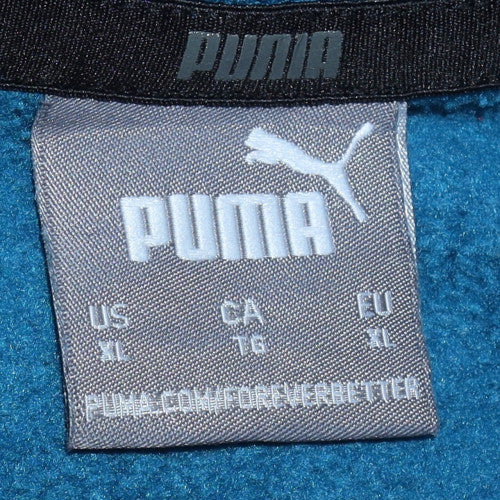 PUMA
PUMA
US CA EU
XL TG XL
PUMA.COM/FOREVERBETTER